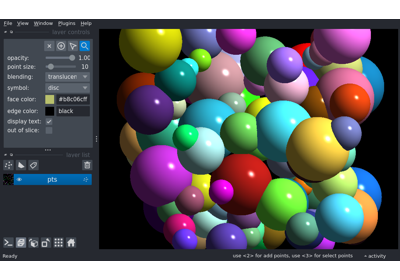 File View Window Plugins Help
layer controls
opacity: 1.00
point size: 10
blending: translucen
symbol: disc
face color: #b8c06cff
edge color: black
display text:
out of slice:
layer list
pts
Ready use <2> for add points, use <3> for select points activity